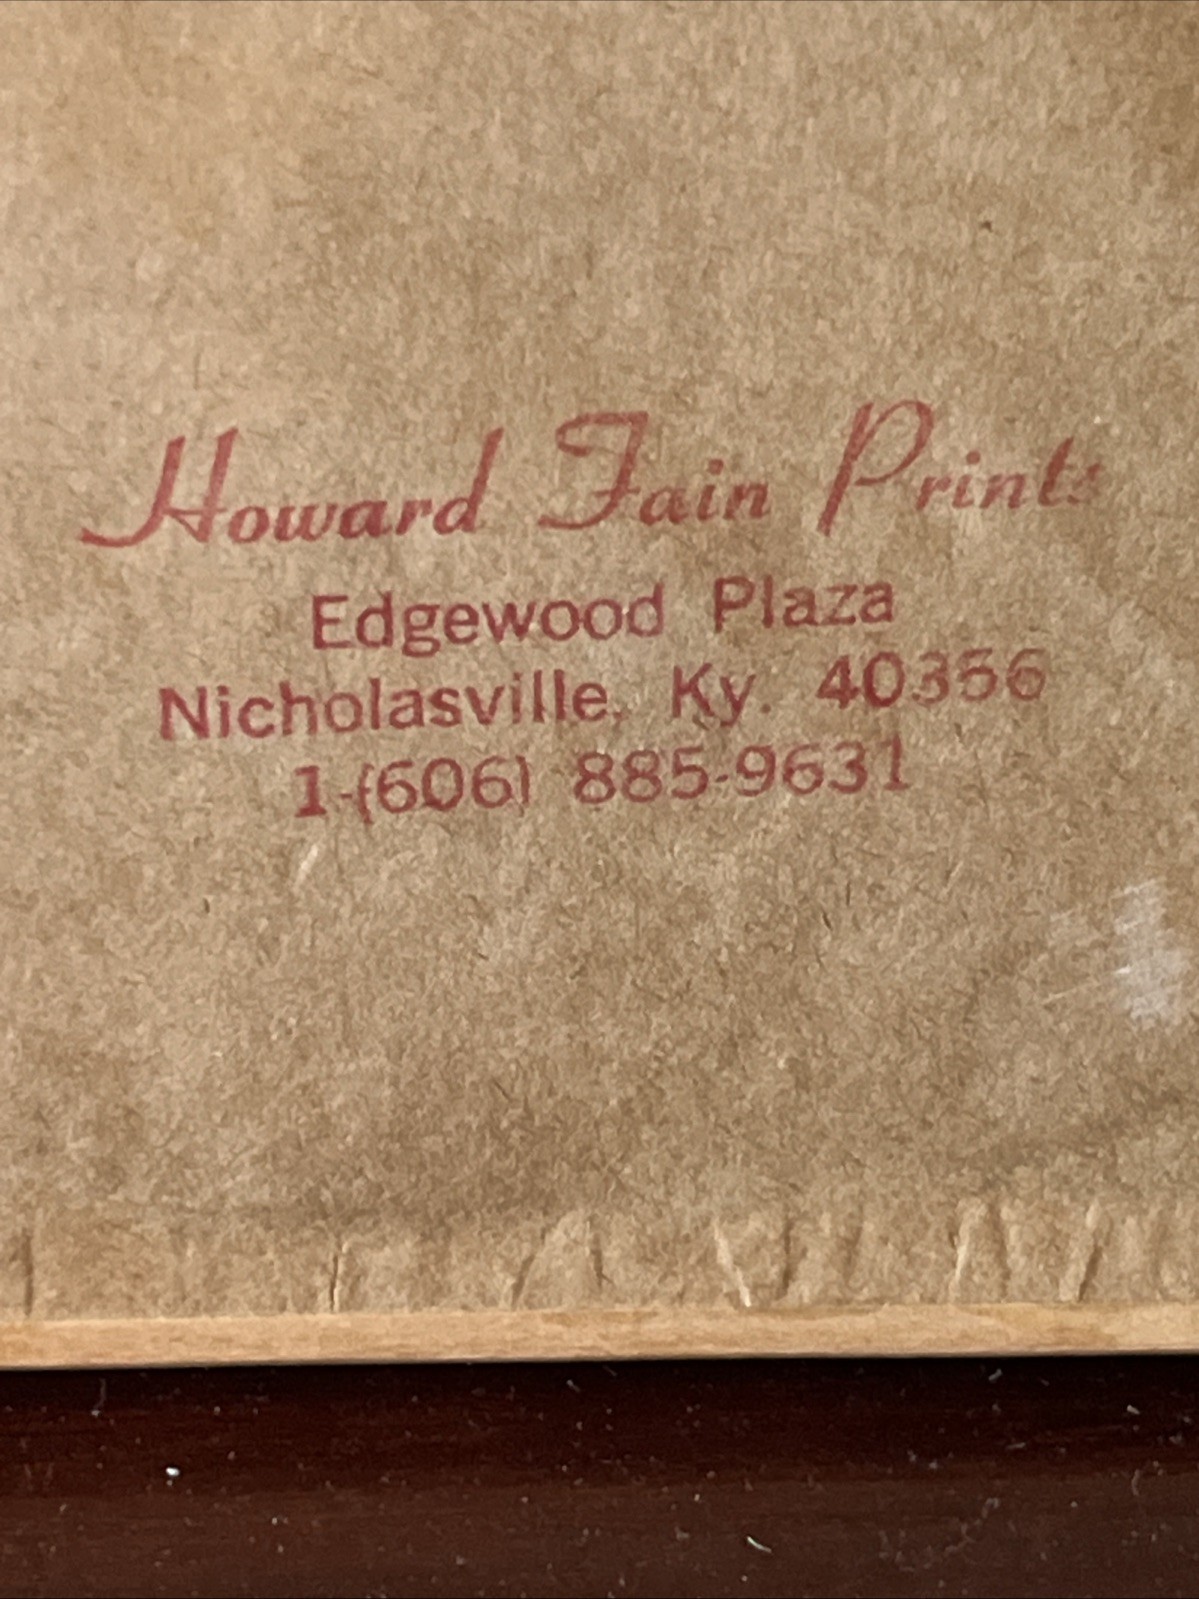 Howard Fain Prints
Edgewood Plaza
Nicholasville, Ky. 40356
1-(606) 885-9631